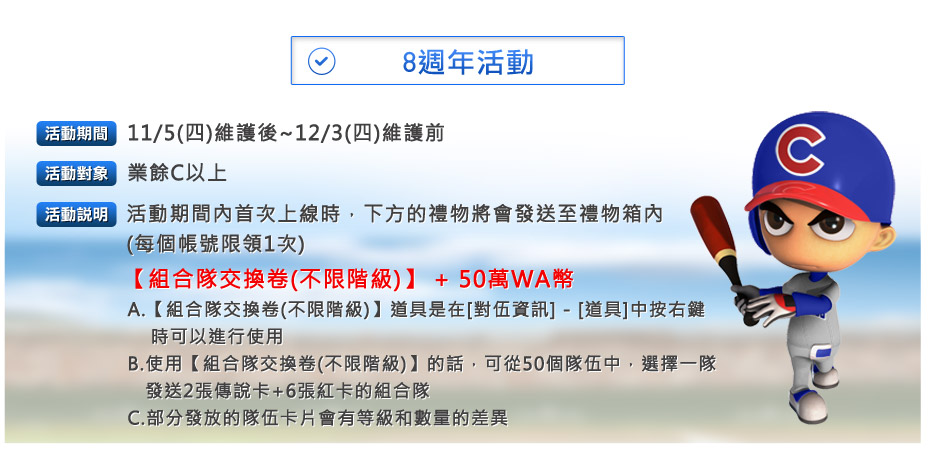 8週年活動
活動期間 11/5(四)維護後~12/3(四)維護前
活動對象 業餘C以上
活動説明 活動期間內首次上線時，下方的禮物將會發送至禮物箱內
(每個帳號限領1次)
【組合隊交換卷(不限階級)】 + 50萬WA幣
A.【組合隊交換卷(不限階級)】道具是在[對伍資訊] - [道具]中按右鍵
時可以進行使用
B.使用【組合隊交換卷(不限階級)】的話，可從50個隊伍中，選擇一隊
發送2張傳說卡+6張紅卡的組合隊
C.部分發放的隊伍卡片會有等級和數量的差異
C